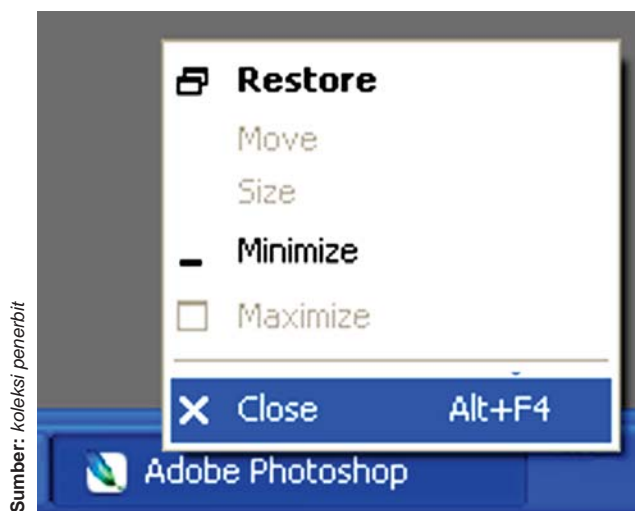 Restore
Move
Size
Minimize
Maximize
Close Alt+F4
Adobe Photoshop
Sumber: koleksi penerbit